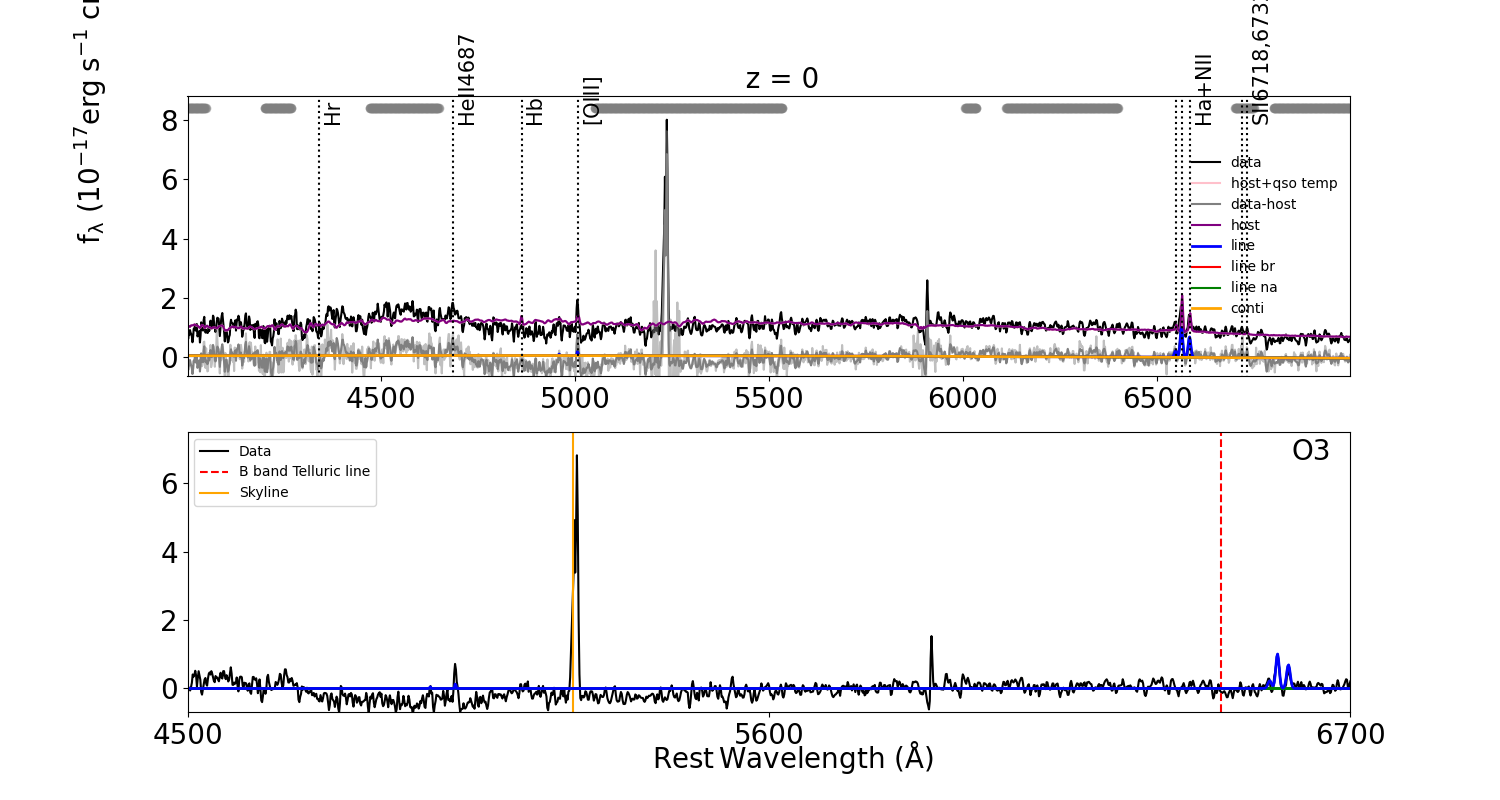 z = 0
f_λ (10^−17 erg s^−1
Hr
HeII4687
Hb
[OIII]
Ha+NII
8
6
4
2
0
data
host+qso temp
data-host
host
line
line br
line na
conti
4500 5000 5500 6000 6500
O3
Data
B band Telluric line
Skyline
6
4
2
0
4500 5600 6700
Rest Wavelength (Å)